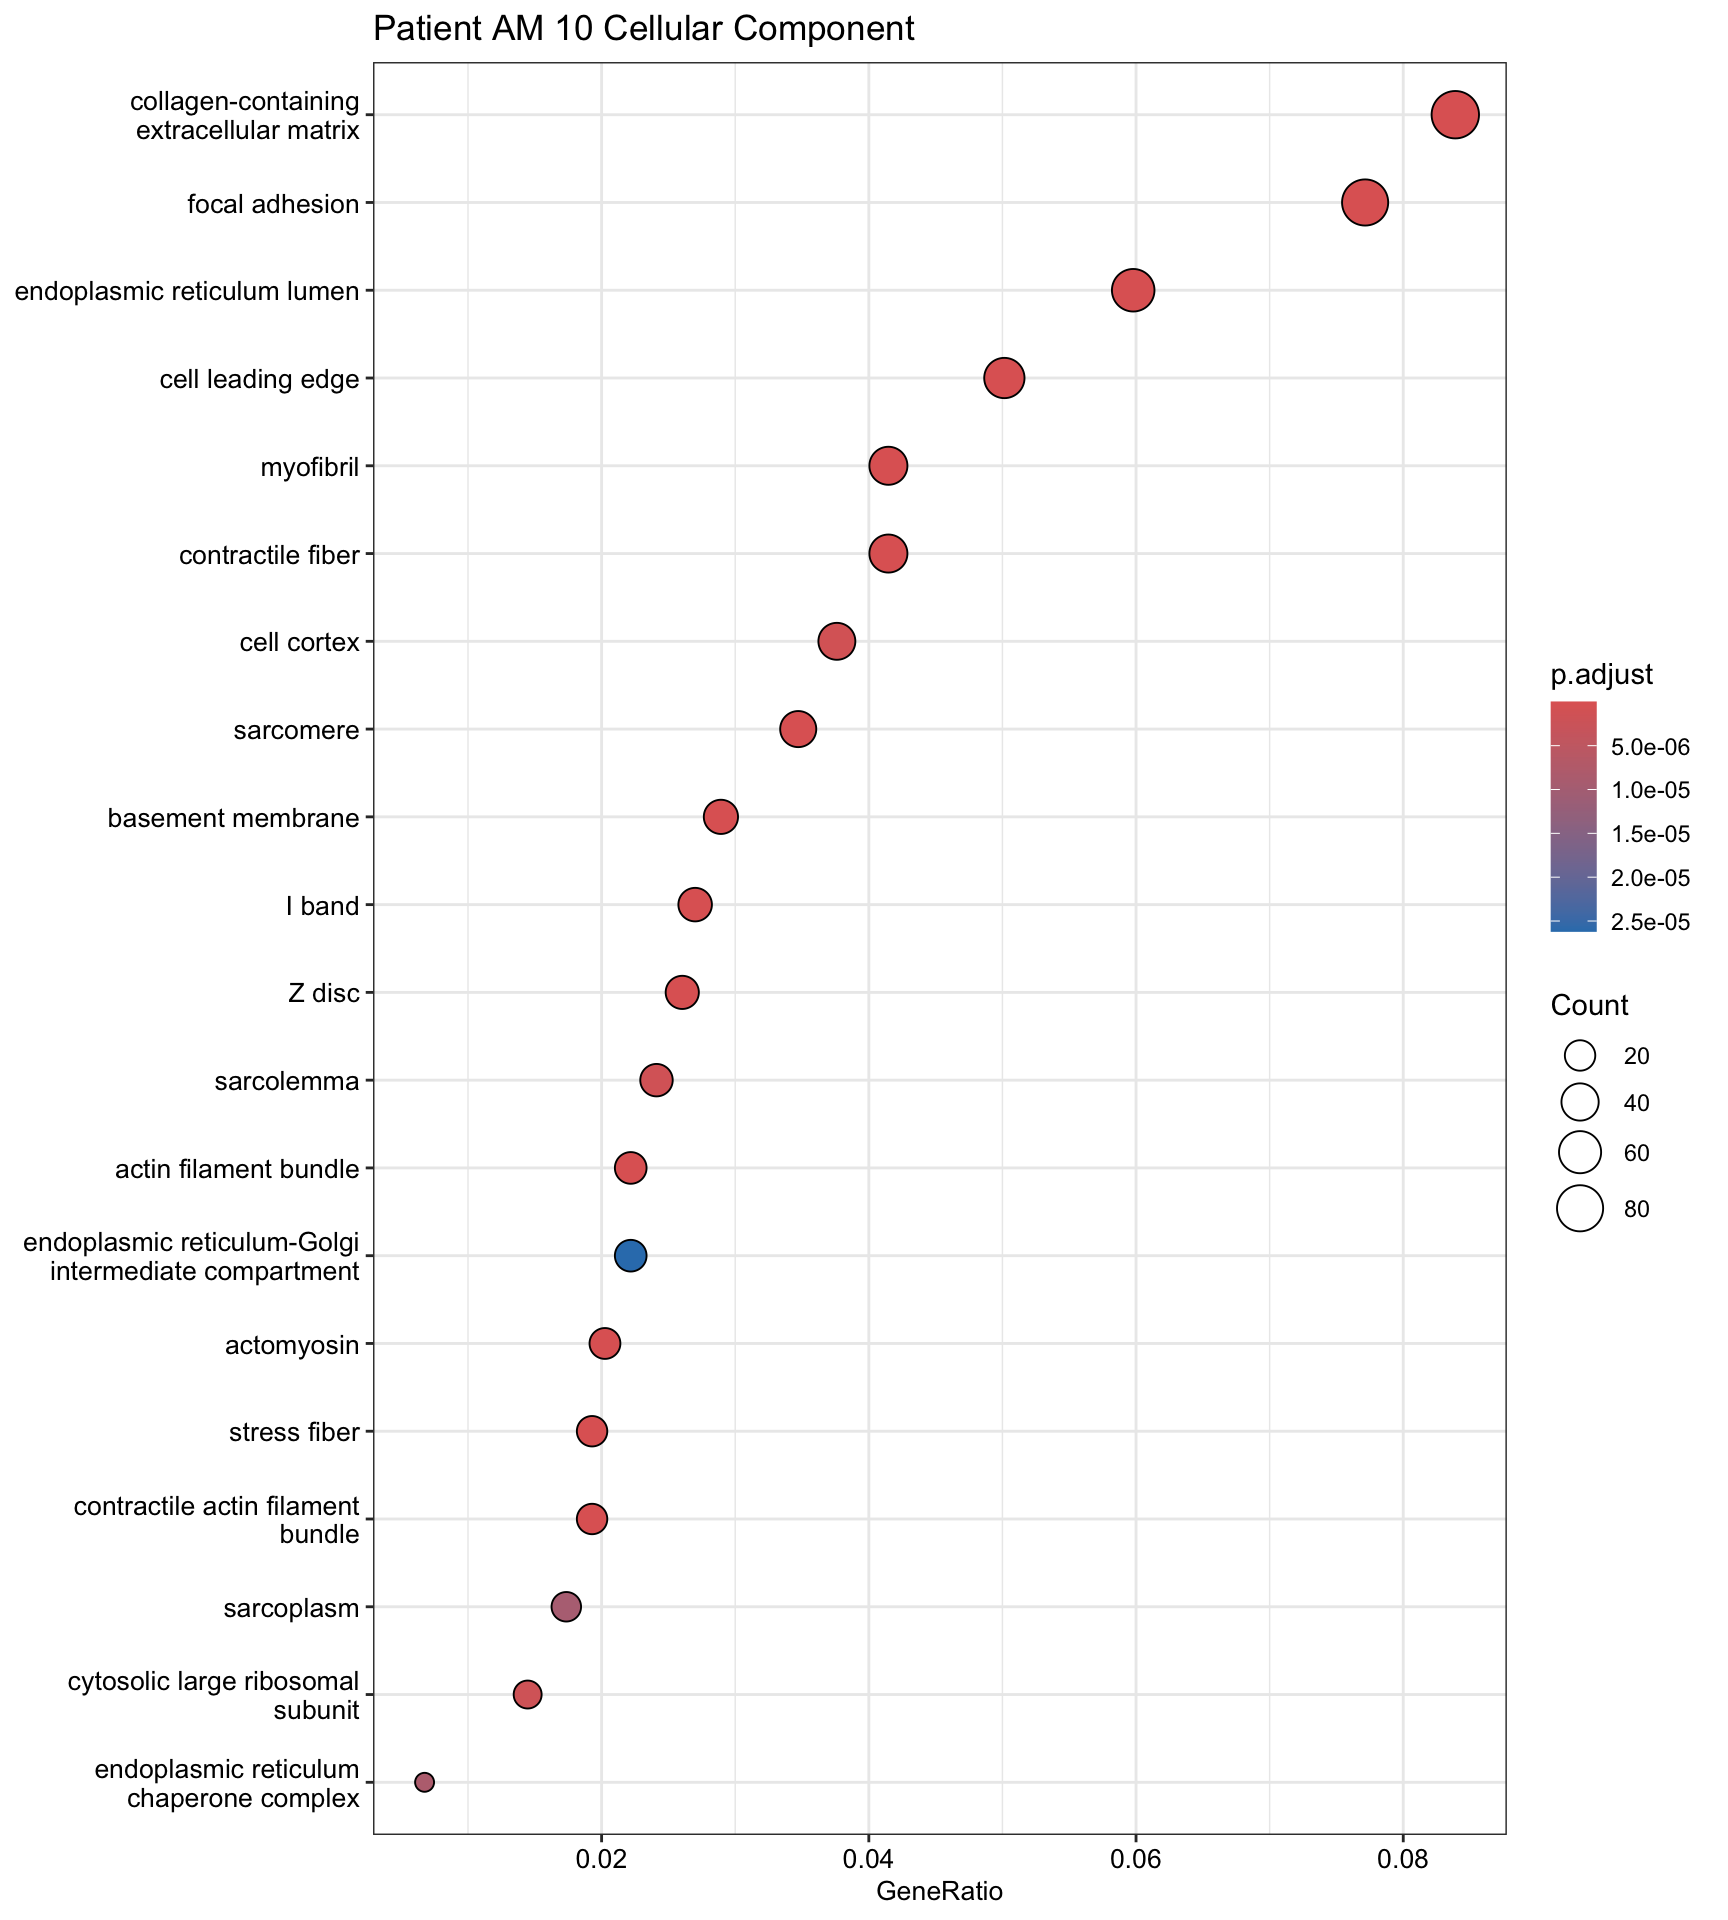 Patient AM 10 Cellular Component
collagen-containing
extracellular matrix
focal adhesion
endoplasmic reticulum lumen
cell leading edge
myofibril
contractile fiber
cell cortex
sarcomere
basement membrane
I band
Z disc
sarcolemma
actin filament bundle
endoplasmic reticulum-Golgi
intermediate compartment
actomyosin
stress fiber
contractile actin filament
bundle
sarcoplasm
cytosolic large ribosomal
subunit
endoplasmic reticulum
chaperone complex
0.02
0.04
0.06
0.08
GeneRatio
p.adjust
5.0e-06
1.0e-05
1.5e-05
2.0e-05
2.5e-05
Count
20
40
60
80